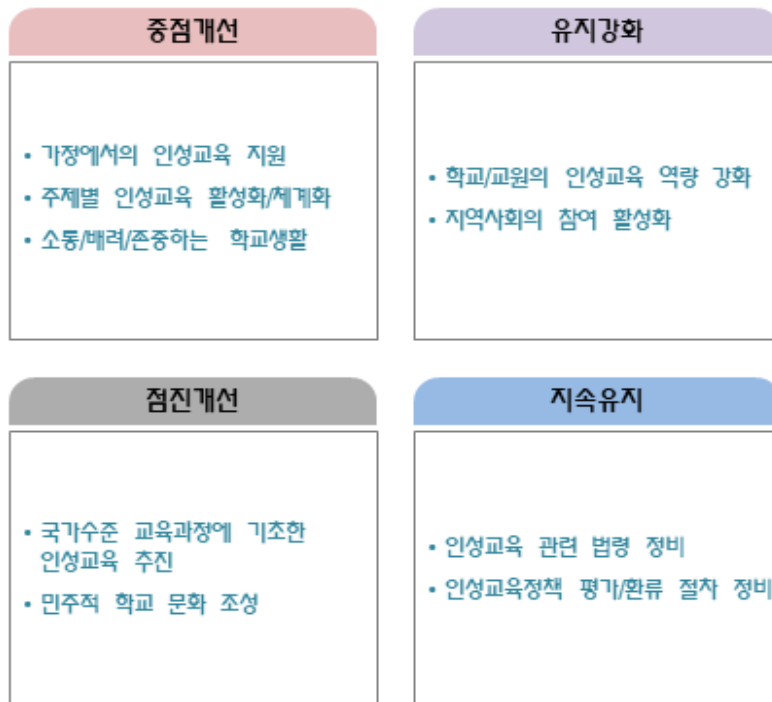 중점개선
• 가정에서의 인성교육 지원
• 주제별 인성교육 활성화/체계화
• 소통/배려/존중하는 학교생활
유지강화
• 학교/교원의 인성교육 역량 강화
• 지역사회의 참여 활성화
점진개선
• 국가수준 교육과정에 기초한
인성교육 추진
• 민주적 학교 문화 조성
지속유지
• 인성교육 관련 법령 정비
• 인성교육정책 평가/환류 절차 정비